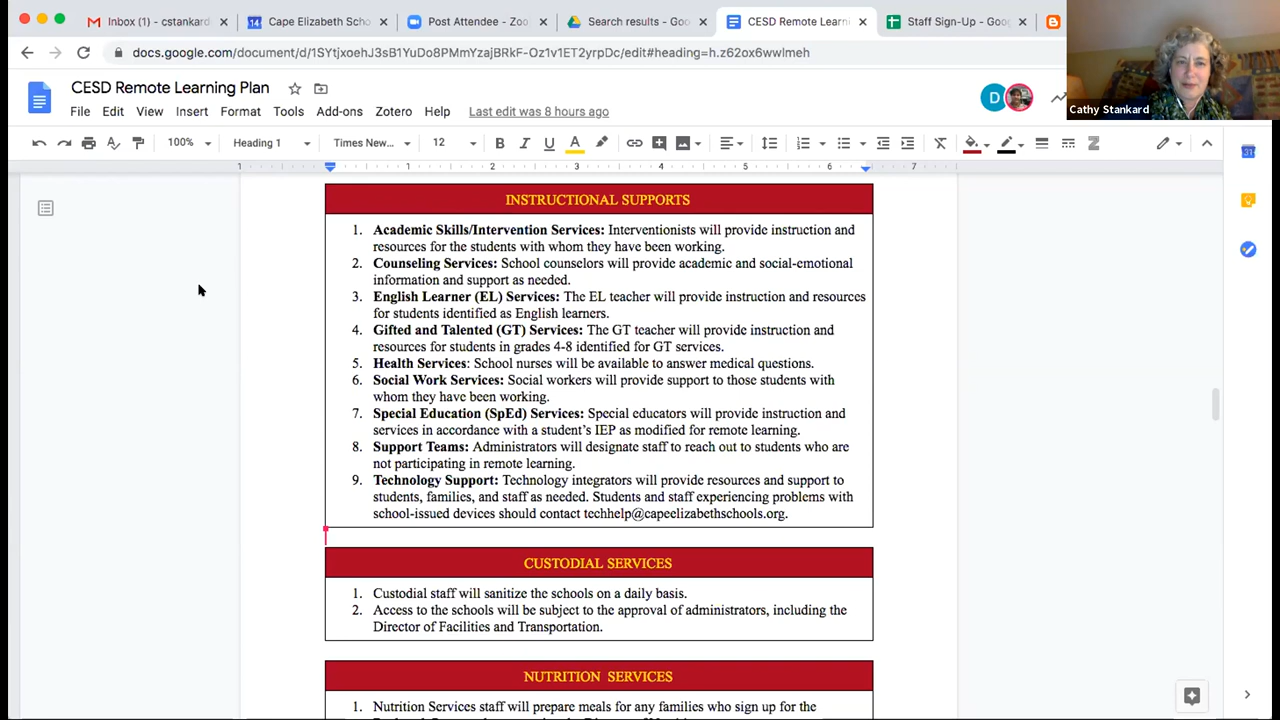 Inbox (1) - cstankard
Cape Elizabeth Scho
Post Attendee - Zoo
Search results - Goo
CESD Remote Learni
Staff Sign-Up - Goog
docs.google.com/document/d/1SYtjxoehJ3sB1YuDo8PMmYzajBRkF-Oz1v1ET2yrpDc/edit#heading=h.z62ox6wwlmeh
Cathy Stankard
CESD Remote Learning Plan
D
File Edit View Insert Format Tools Add-ons Zotero Help Last edit was 8 hours ago
100% Heading 1 Times New... 12 B I U A
1 1 2 3 4 5 6 7
INSTRUCTIONAL SUPPORTS
1. Academic Skills/Intervention Services: Interventionists will provide instruction and
resources for the students with whom they have been working.
2. Counseling Services: School counselors will provide academic and social-emotional
information and support as needed.
3. English Learner (EL) Services: The EL teacher will provide instruction and resources
for students identified as English learners.
4. Gifted and Talented (GT) Services: The GT teacher will provide instruction and
resources for students in grades 4-8 identified for GT services.
5. Health Services: School nurses will be available to answer medical questions.
6. Social Work Services: Social workers will provide support to those students with
whom they have been working.
7. Special Education (SpEd) Services: Special educators will provide instruction and
services in accordance with a student's IEP as modified for remote learning.
8. Support Teams: Administrators will designate staff to reach out to students who are
not participating in remote learning.
9. Technology Support: Technology integrators will provide resources and support to
students, families, and staff as needed. Students and staff experiencing problems with
school-issued devices should contact techhelp@capeelizabethschools.org.
CUSTODIAL SERVICES
1. Custodial staff will sanitize the schools on a daily basis.
2. Access to the schools will be subject to the approval of administrators, including the
Director of Facilities and Transportation.
NUTRITION SERVICES
1. Nutrition Services staff will prepare meals for any families who sign up for the